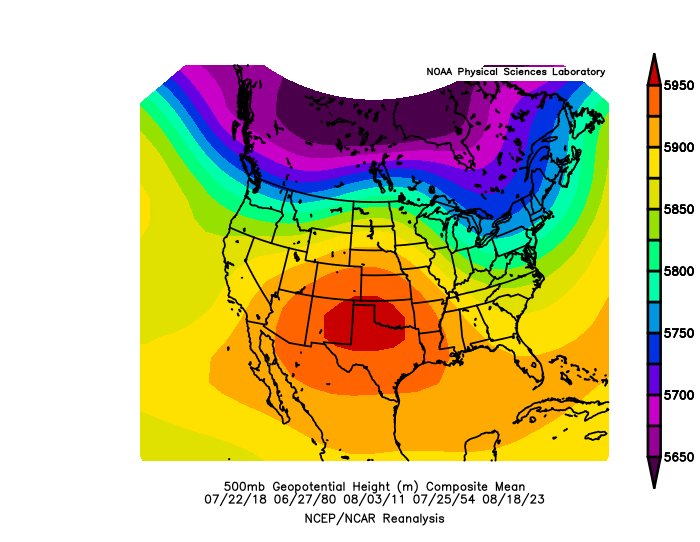 NOAA Physical Sciences Laboratory
5950
5900
5850
5800
5750
5700
5650
500mb Geopotential Height (m) Composite Mean
07/22/18 06/27/80 08/03/11 07/25/54 08/18/23
NCEP/NCAR Reanalysis